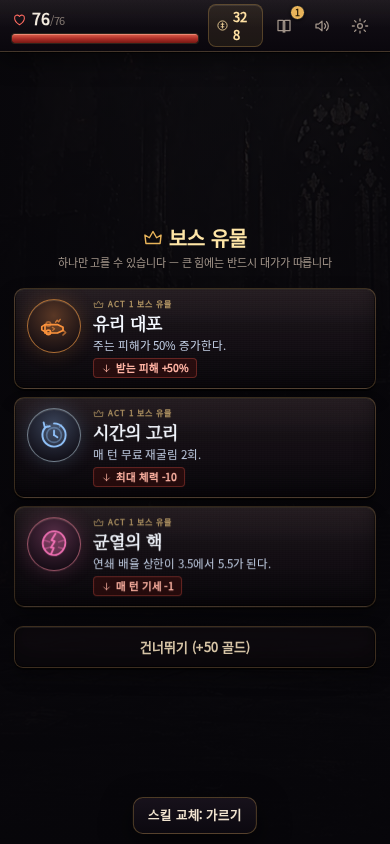 76/76
32
8
1
보스 유물
하나만 고를 수 있습니다 — 큰 힘에는 반드시 대가가 따릅니다
ACT 1 보스 유물
유리 대포
주는 피해가 50% 증가한다.
↓ 받는 피해 +50%
ACT 1 보스 유물
시간의 고리
매 턴 무료 재굴림 2회.
↓ 최대 체력 -10
ACT 1 보스 유물
균열의 핵
연쇄 배율 상한이 3.5에서 5.5가 된다.
↓ 매 턴 기세 -1
건너뛰기 (+50 골드)
스킬 교체: 가르기